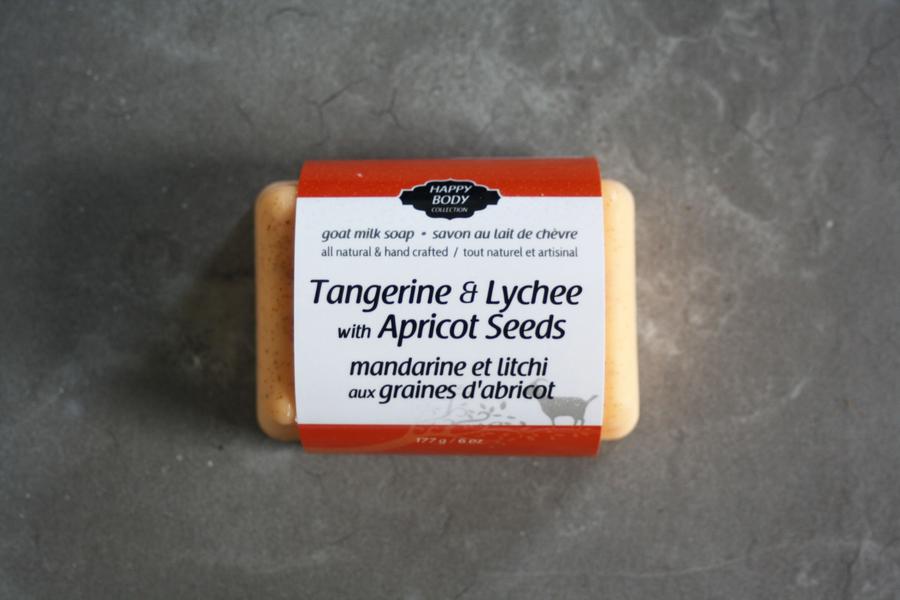 HAPPY
BODY
COLLECTION
goat milk soap • savon au lait de chèvre
all natural & hand crafted / tout naturel et artisinal
Tangerine & Lychee
with Apricot Seeds
mandarine et litchi
aux graines d'abricot
177 g / 6 oz